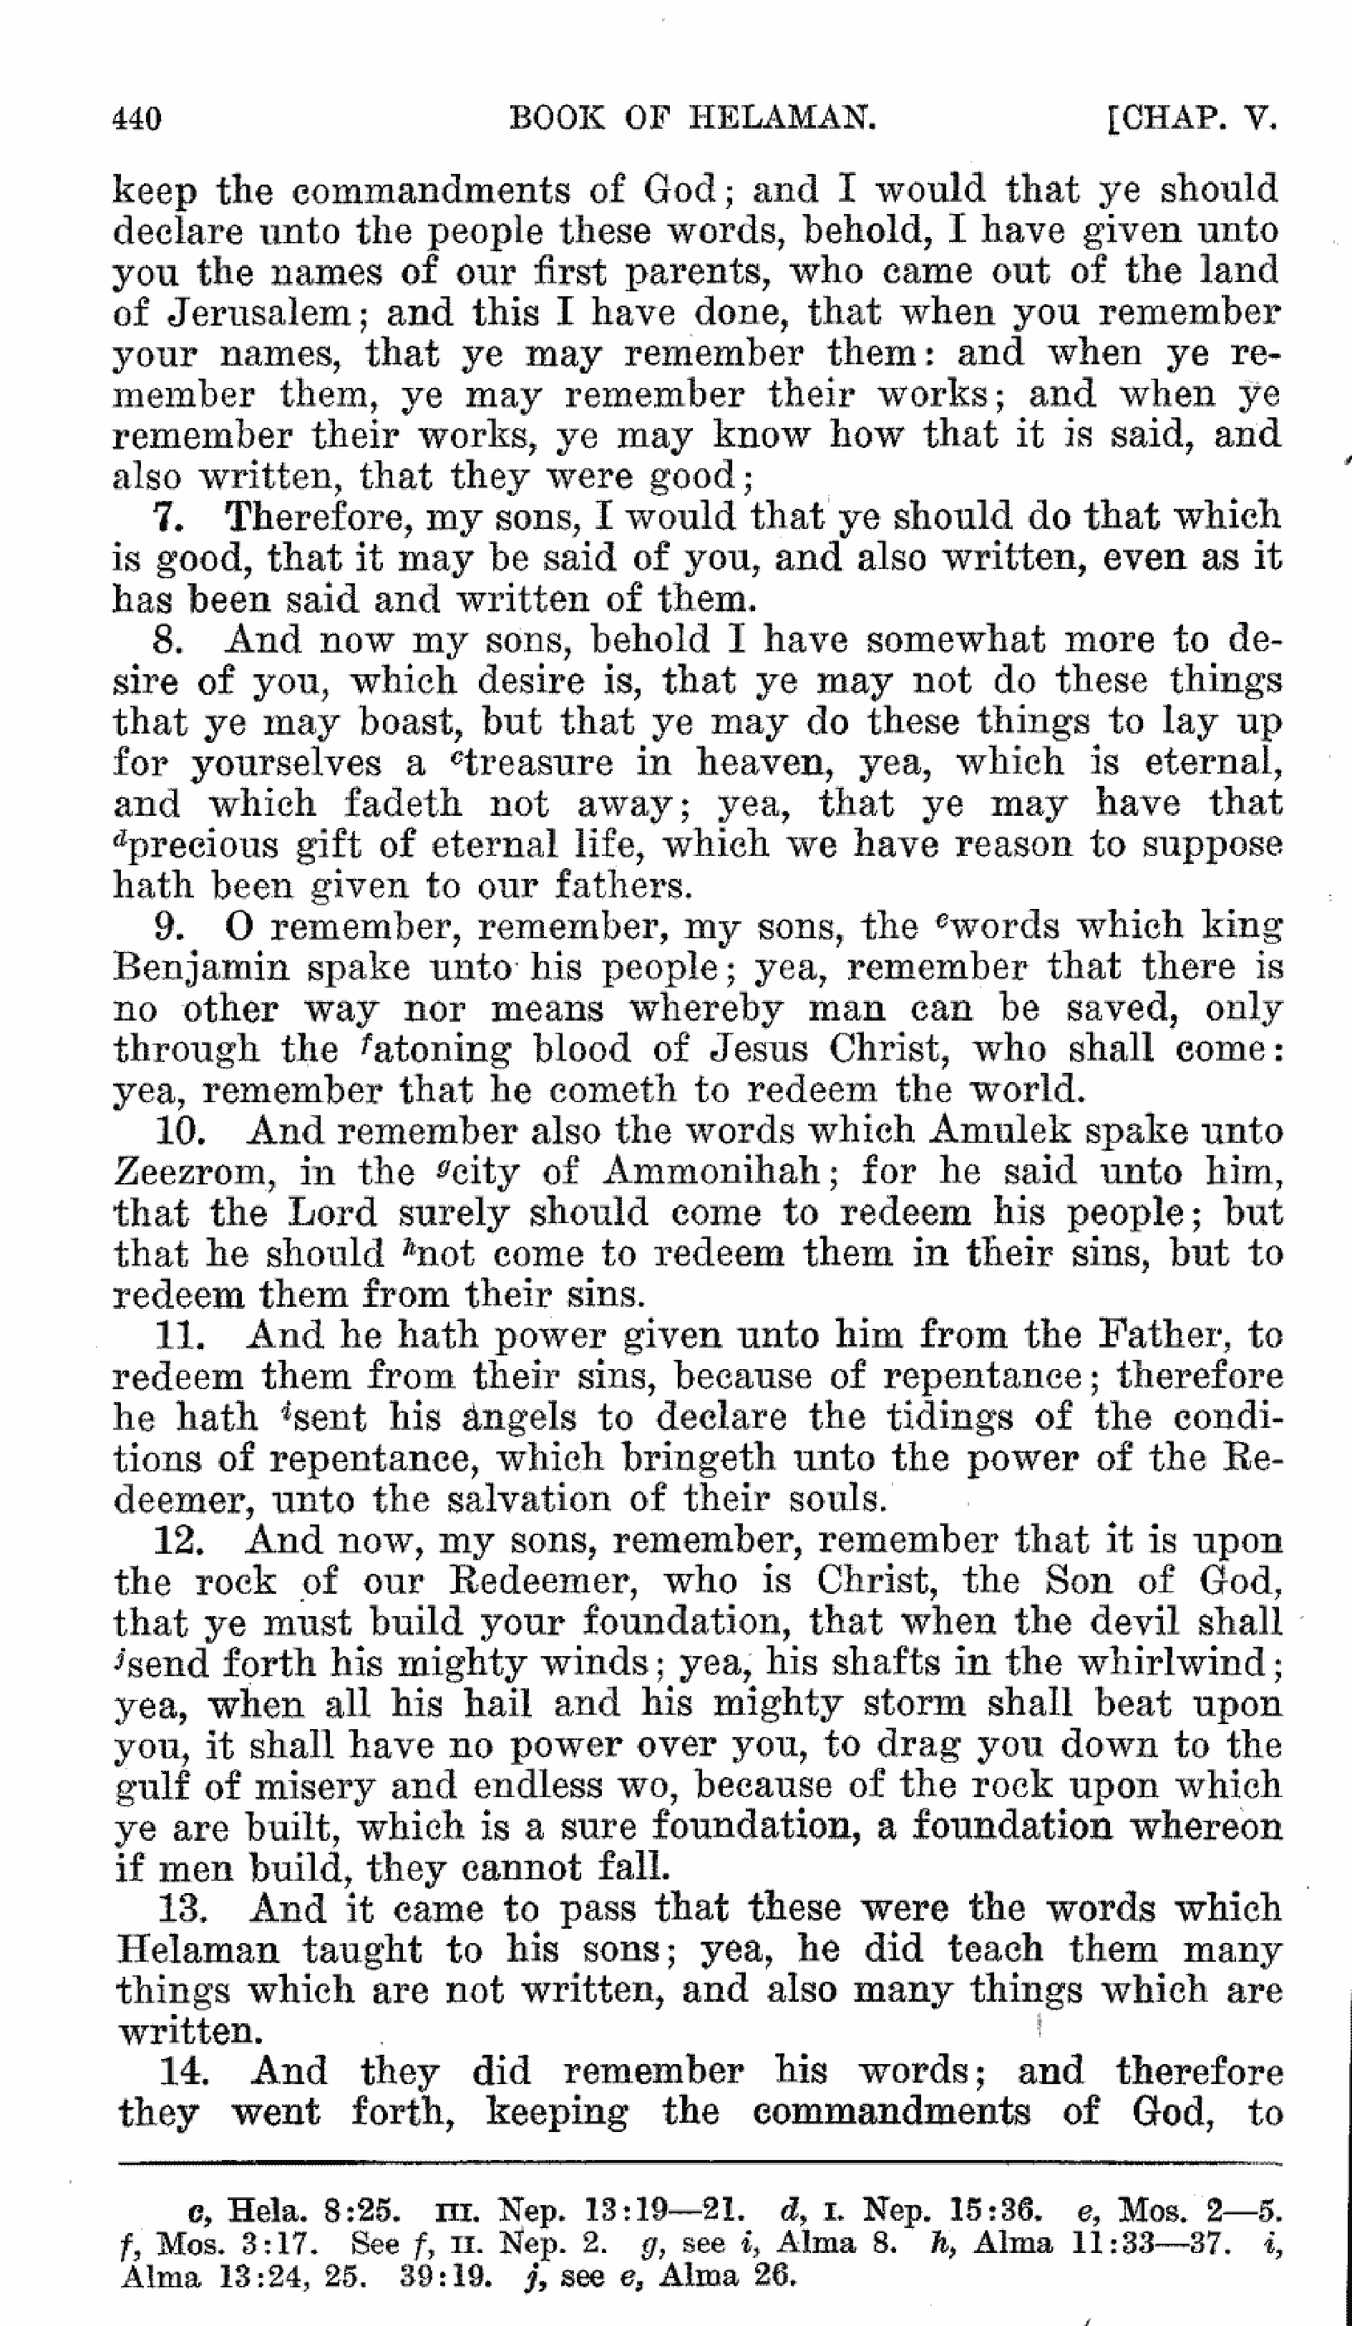 440 BOOK OF HELAMAN. [CHAP. V.
keep the commandments of God; and I would that ye should
declare unto the people these words, behold, I have given unto
you the names of our first parents, who came out of the land
of Jerusalem; and this I have done, that when you remember
your names, that ye may remember them: and when ye re-
member them, ye may remember their works; and when ye
remember their works, ye may know how that it is said, and
also written, that they were good;
7. Therefore, my sons, I would that ye should do that which
is good, that it may be said of you, and also written, even as it
has been said and written of them.
8. And now my sons, behold I have somewhat more to de-
sire of you, which desire is, that ye may not do these things
that ye may boast, but that ye may do these things to lay up
for yourselves a ctreasure in heaven, yea, which is eternal,
and which fadeth not away; yea, that ye may have that
dprecious gift of eternal life, which we have reason to suppose
hath been given to our fathers.
9. O remember, remember, my sons, the ewords which king
Benjamin spake unto his people; yea, remember that there is
no other way nor means whereby man can be saved, only
through the fatoning blood of Jesus Christ, who shall come:
yea, remember that he cometh to redeem the world.
10. And remember also the words which Amulek spake unto
Zeezrom, in the gcity of Ammonihah; for he said unto him,
that the Lord surely should come to redeem his people; but
that he should hnot come to redeem them in their sins, but to
redeem them from their sins.
11. And he hath power given unto him from the Father, to
redeem them from their sins, because of repentance; therefore
he hath isent his angels to declare the tidings of the condi-
tions of repentance, which bringeth unto the power of the Re-
deemer, unto the salvation of their souls.
12. And now, my sons, remember, remember that it is upon
the rock of our Redeemer, who is Christ, the Son of God,
that ye must build your foundation, that when the devil shall
jsend forth his mighty winds; yea, his shafts in the whirlwind;
yea, when all his hail and his mighty storm shall beat upon
you, it shall have no power over you, to drag you down to the
gulf of misery and endless wo, because of the rock upon which
ye are built, which is a sure foundation, a foundation whereon
if men build, they cannot fall.
13. And it came to pass that these were the words which
Helaman taught to his sons; yea, he did teach them many
things which are not written, and also many things which are
written.
14. And they did remember his words; and therefore
they went forth, keeping the commandments of God, to
c, Hela. 8:25. III. Nep. 13:19—21. d, I. Nep. 15:36. e, Mos. 2—5.
f, Mos. 3:17. See f, II. Nep. 2. g, see i, Alma 8. h, Alma 11:33—37. i,
Alma 13:24, 25. 39:19. j, see e, Alma 26.